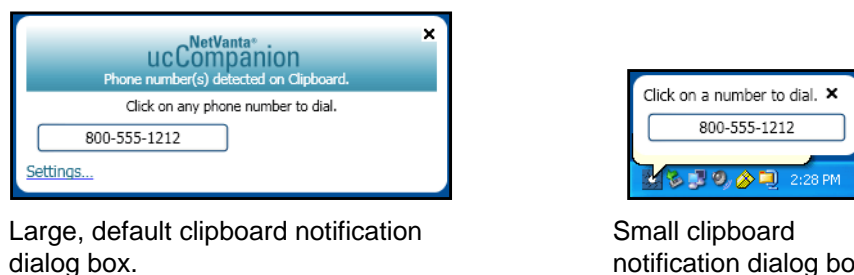 NetVanta®
ucCompanion
Phone number(s) detected on Clipboard.
Click on any phone number to dial.
800-555-1212
Settings...
Large, default clipboard notification
dialog box.
Click on a number to dial.
800-555-1212
2:28 PM
Small clipboard
notification dialog bo